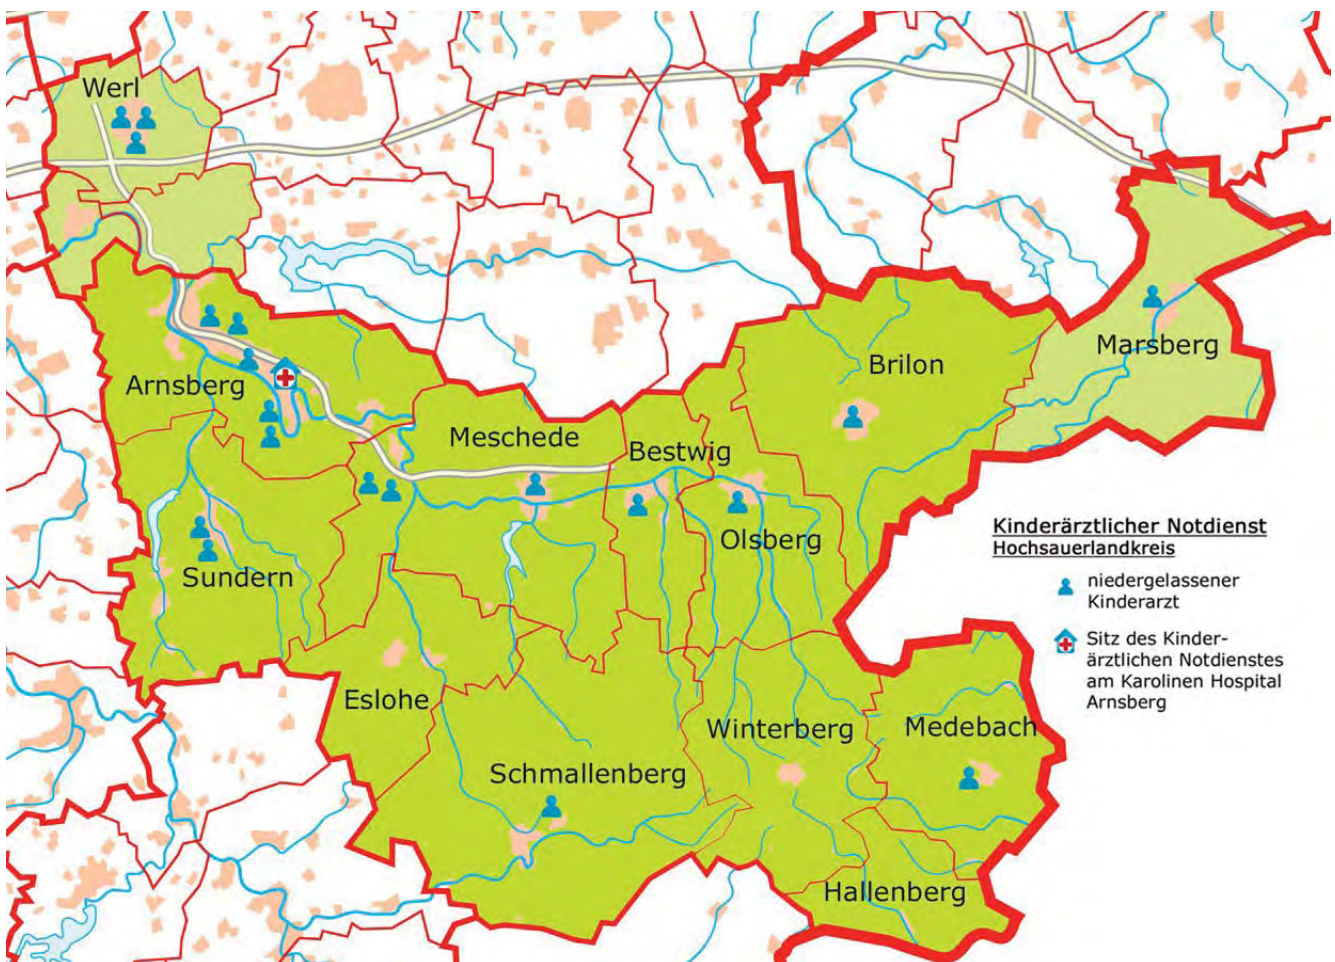 Werl
Marsberg
Brilon
Arnsberg
Meschede
Bestwig
Olsberg
Sundern
Eslohe
Winterberg
Medebach
Schmallenberg
Hallenberg
Kinderärztlicher Notdienst
Hochsauerlandkreis
niedergelassener
Kinderarzt
Sitz des Kinder-
ärztlichen Notdienstes
am Karolinen Hospital
Arnsberg